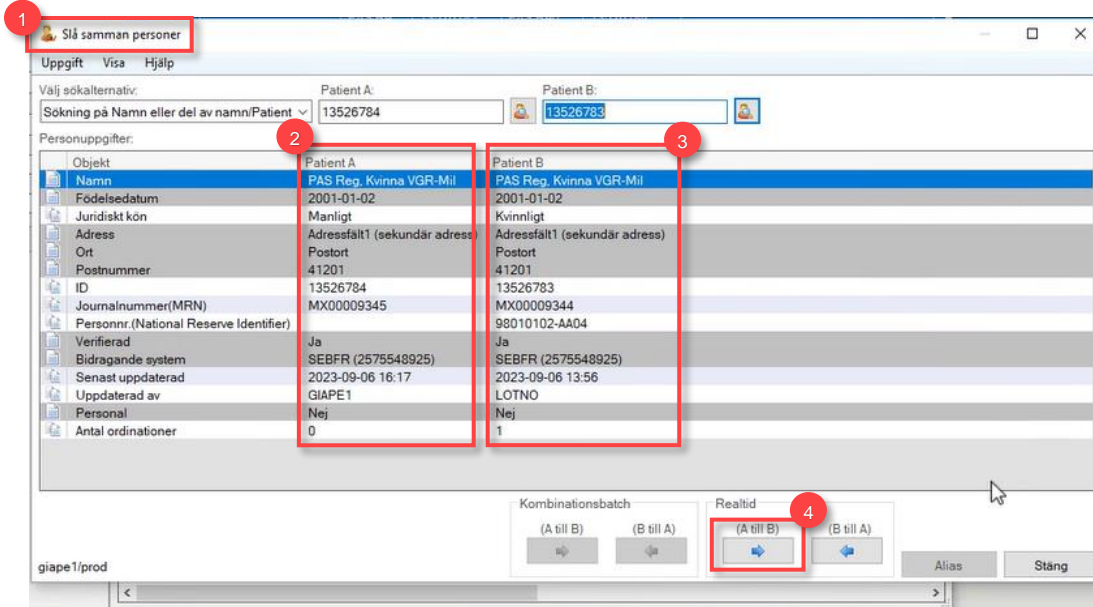 1
Slå samman personer
Uppgift Visa Hjälp
Välj sökalternativ: Patient A: Patient B:
Sökning på Namn eller del av namn/Patient 13526784 13526783
Personuppgifter: 2 3
Objekt Patient A Patient B
Namn PAS Reg, Kvinna VGR-Mil PAS Reg, Kvinna VGR-Mil
Födelsedatum 2001-01-02 2001-01-02
Juridiskt kön Manligt Kvinnligt
Adress Adressfält1 (sekundär adress) Adressfält1 (sekundär adress)
Ort Postort Postort
Postnummer 41201 41201
ID 13526784 13526783
Journalnummer(MRN) MX00009345 MX00009344
Personnr.(National Reserve Identifier) 98010102-AA04
Verifierad Ja Ja
Bidragande system SEBFR (2575548925) SEBFR (2575548925)
Senast uppdaterad 2023-09-06 16:17 2023-09-06 13:56
Uppdaterad av GIAPE1 LOTNO
Personal Nej Nej
Antal ordinationer 0 1
Kombinationsbatch Realtid 4
(A till B) (B till A) (A till B) (B till A)
giape1/prod Alias Stäng